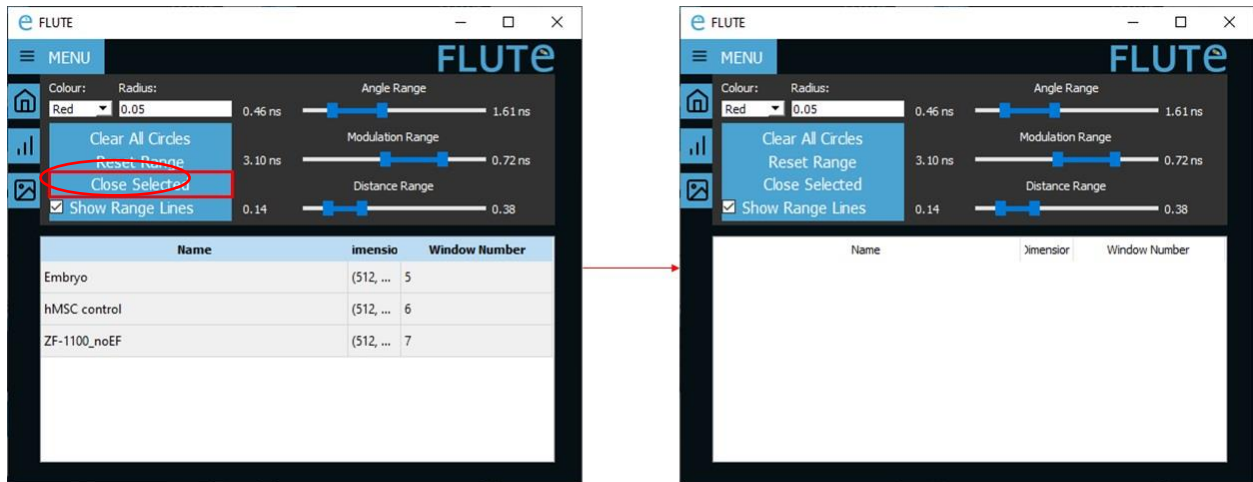 e FLUTE
MENU
FLUTe
Colour: Radius: Angle Range
Red 0.05 0.46 ns 1.61 ns
Clear All Circles Modulation Range
Reset Range 3.10 ns 0.72 ns
Close Selected Distance Range
Show Range Lines 0.14 0.38
Name imensio Window Number
Embryo (512, ... 5
hMSC control (512, ... 6
ZF-1100_noEF (512, ... 7
e FLUTE
MENU
FLUTe
Colour: Radius: Angle Range
Red 0.05 0.46 ns 1.61 ns
Clear All Circles Modulation Range
Reset Range 3.10 ns 0.72 ns
Close Selected Distance Range
Show Range Lines 0.14 0.38
Name Dimension Window Number